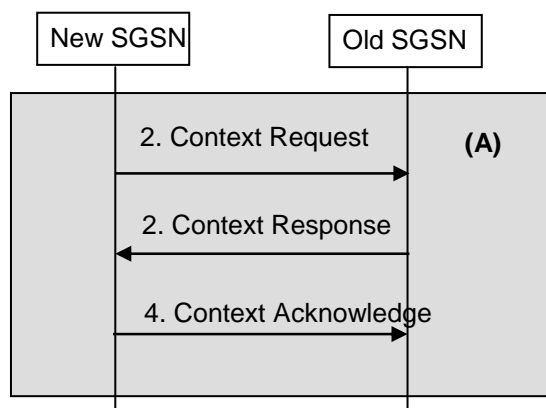 New SGSN
Old SGSN
2. Context Request
(A)
2. Context Response
4. Context Acknowledge